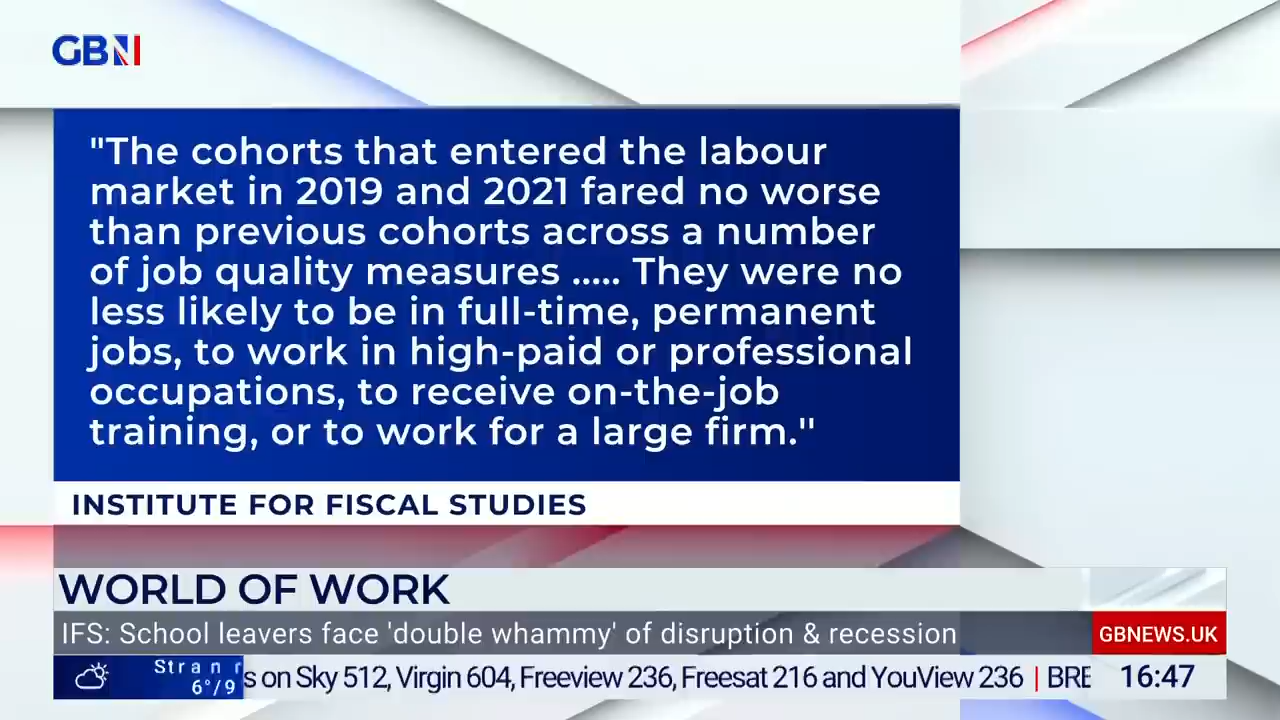 GBN
"The cohorts that entered the labour
market in 2019 and 2021 fared no worse
than previous cohorts across a number
of job quality measures ..... They were no
less likely to be in full-time, permanent
jobs, to work in high-paid or professional
occupations, to receive on-the-job
training, or to work for a large firm."
INSTITUTE FOR FISCAL STUDIES
WORLD OF WORK
IFS: School leavers face 'double whammy' of disruption & recession
GBNEWS.UK
Stranr
6°/9
s on Sky 512, Virgin 604, Freeview 236, Freesat 216 and YouView 236 | BRE
16:47